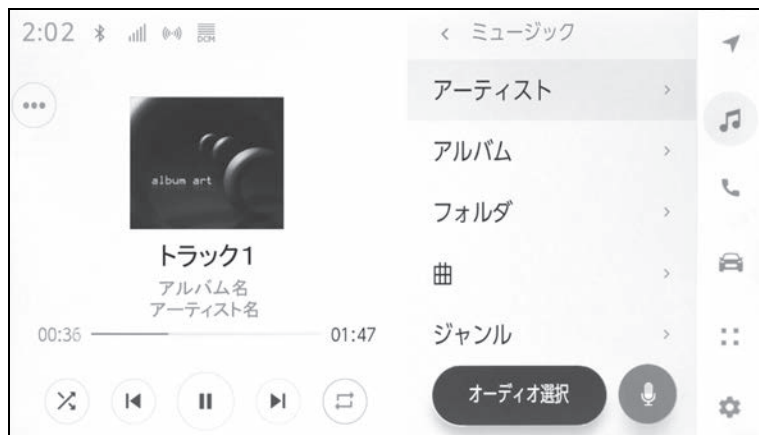 2:02
DCM
album art
トラック1
アルバム名
アーティスト名
00:36
01:47
ミュージック
アーティスト
アルバム
フォルダ
曲
ジャンル
オーディオ選択